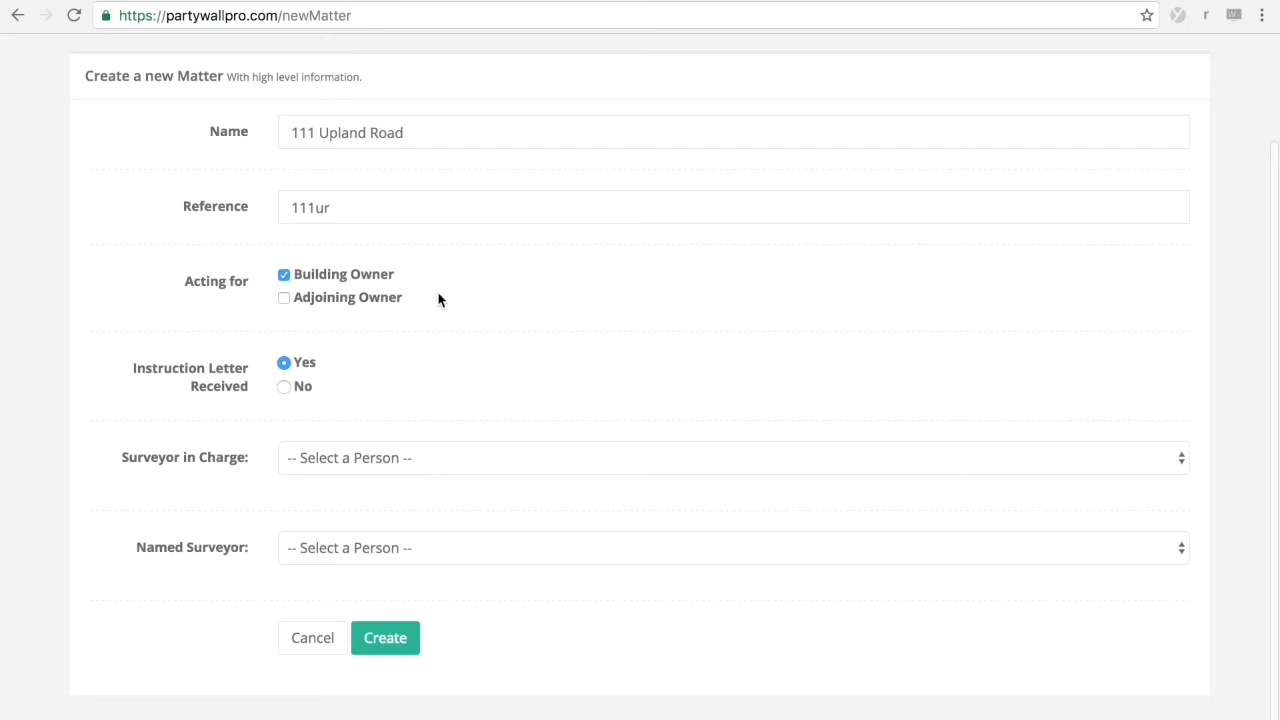 https://partywallpro.com/newMatter
Create a new Matter With high level information.
Name
111 Upland Road
Reference
111ur
Acting for
Building Owner
Adjoining Owner
Instruction Letter
Received
Yes
No
Surveyor in Charge:
-- Select a Person --
Named Surveyor:
-- Select a Person --
Cancel
Create